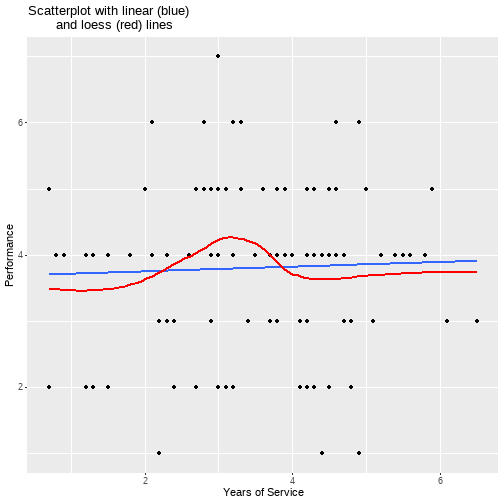 Scatterplot with linear (blue)
and loess (red) lines
Performance
6
4
2
2 4 6
Years of Service